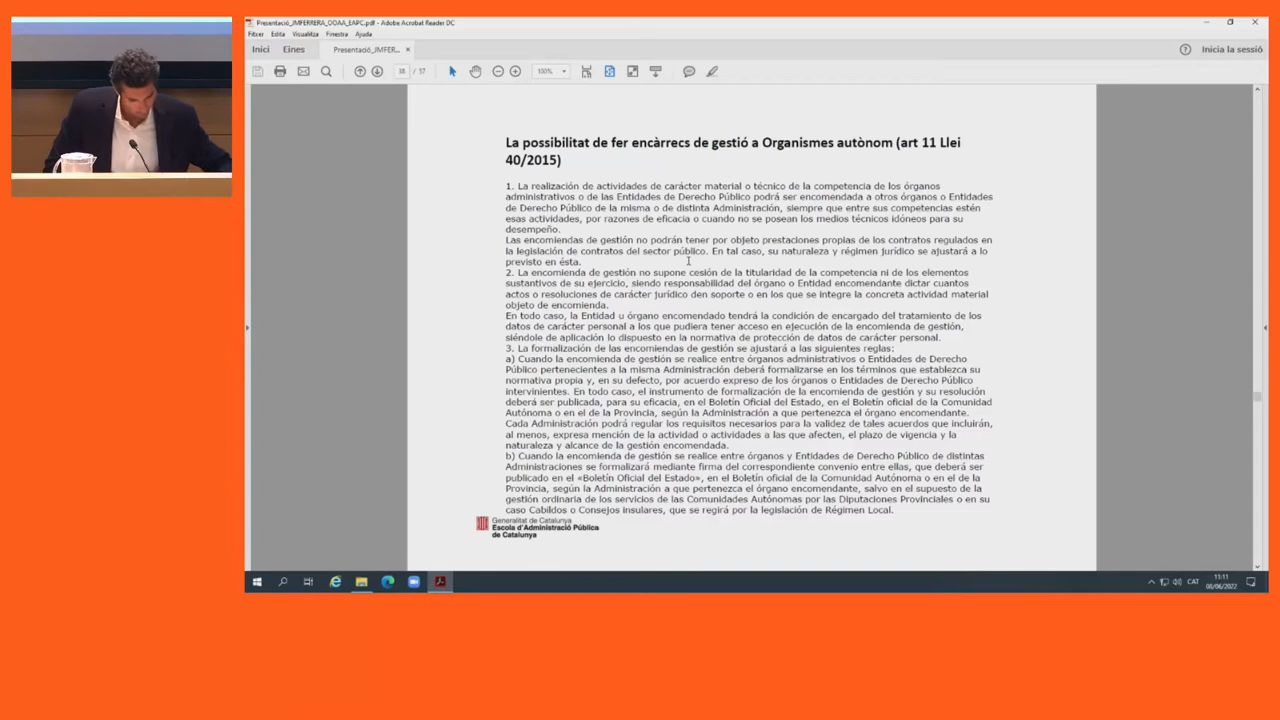 Presentació_JMFERRERA_OOAA_EAPC.pdf - Adobe Acrobat Reader DC
Fitxer Edita Visualitza Finestra Ajuda
Inici Eines Presentació_JMFER... × Inicia la sessió
38 / 57 100%
La possibilitat de fer encàrrecs de gestió a Organismes autònom (art 11 Llei
40/2015)
1. La realización de actividades de carácter material o técnico de la competencia de los órganos
administrativos o de las Entidades de Derecho Público podrá ser encomendada a otros órganos o Entidades
de Derecho Público de la misma o de distinta Administración, siempre que entre sus competencias estén
esas actividades, por razones de eficacia o cuando no se posean los medios técnicos idóneos para su
desempeño.
Las encomiendas de gestión no podrán tener por objeto prestaciones propias de los contratos regulados en
la legislación de contratos del sector público. En tal caso, su naturaleza y régimen jurídico se ajustará a lo
previsto en ésta.
2. La encomienda de gestión no supone cesión de la titularidad de la competencia ni de los elementos
sustantivos de su ejercicio, siendo responsabilidad del órgano o Entidad encomendante dictar cuantos
actos o resoluciones de carácter jurídico den soporte o en los que se integre la concreta actividad material
objeto de encomienda.
En todo caso, la Entidad u órgano encomendado tendrá la condición de encargado del tratamiento de los
datos de carácter personal a los que pudiera tener acceso en ejecución de la encomienda de gestión,
siéndole de aplicación lo dispuesto en la normativa de protección de datos de carácter personal.
3. La formalización de las encomiendas de gestión se ajustará a las siguientes reglas:
a) Cuando la encomienda de gestión se realice entre órganos administrativos o Entidades de Derecho
Público pertenecientes a la misma Administración deberá formalizarse en los términos que establezca su
normativa propia y, en su defecto, por acuerdo expreso de los órganos o Entidades de Derecho Público
intervinientes. En todo caso, el instrumento de formalización de la encomienda de gestión y su resolución
deberá ser publicada, para su eficacia, en el Boletín Oficial del Estado, en el Boletín oficial de la Comunidad
Autónoma o en el de la Provincia, según la Administración a que pertenezca el órgano encomendante.
Cada Administración podrá regular los requisitos necesarios para la validez de tales acuerdos que incluirán,
al menos, expresa mención de la actividad o actividades a las que afecten, el plazo de vigencia y la
naturaleza y alcance de la gestión encomendada.
b) Cuando la encomienda de gestión se realice entre órganos y Entidades de Derecho Público de distintas
Administraciones se formalizará mediante firma del correspondiente convenio entre ellas, que deberá ser
publicado en el «Boletín Oficial del Estado», en el Boletín oficial de la Comunidad Autónoma o en el de la
Provincia, según la Administración a que pertenezca el órgano encomendante, salvo en el supuesto de la
gestión ordinaria de los servicios de las Comunidades Autónomas por las Diputaciones Provinciales o en su
caso Cabildos o Consejos insulares, que se regirá por la legislación de Régimen Local.
Generalitat de Catalunya
Escola d'Administració Pública
de Catalunya
CAT
11:11
08/06/2022